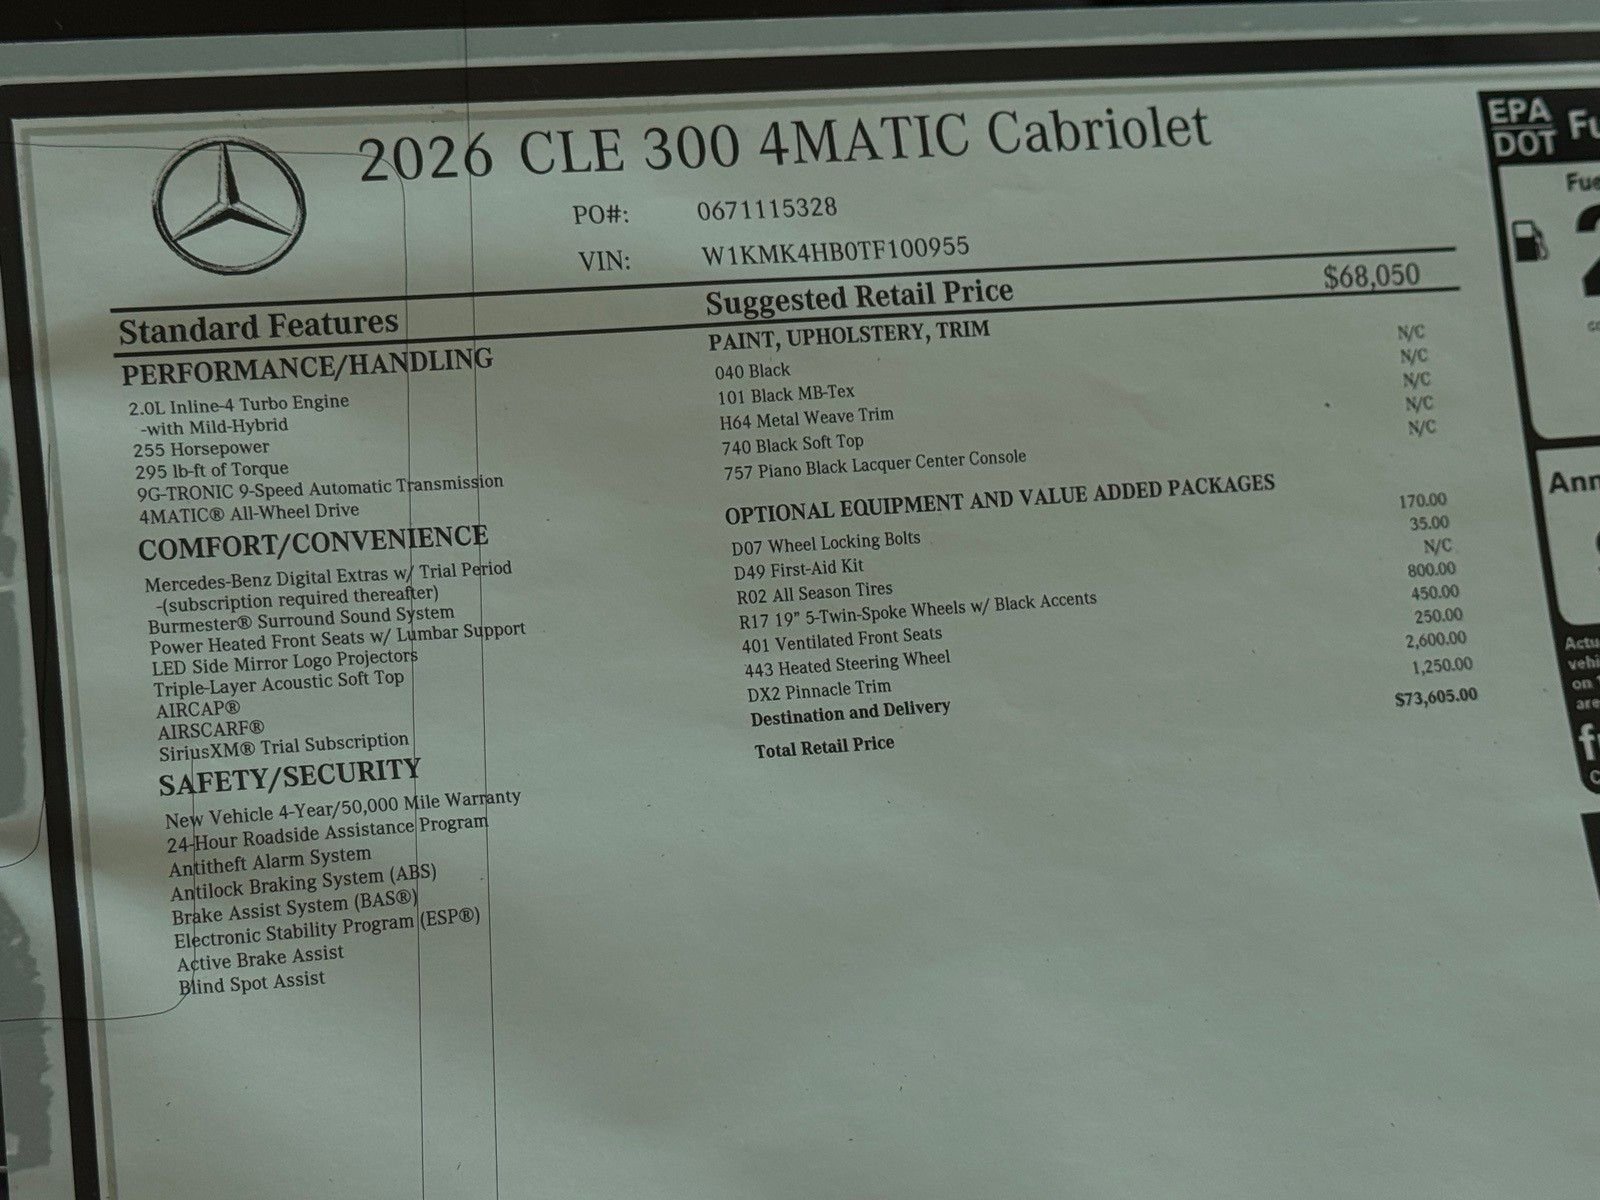 2026 CLE 300 4MATIC Cabriolet
PO#: 0671115328
VIN: W1KMK4HB0TF100955
Standard Features
PERFORMANCE/HANDLING
2.0L Inline-4 Turbo Engine
-with Mild-Hybrid
255 Horsepower
295 lb-ft of Torque
9G-TRONIC 9-Speed Automatic Transmission
4MATIC® All-Wheel Drive
COMFORT/CONVENIENCE
Mercedes-Benz Digital Extras w/ Trial Period
-(subscription required thereafter)
Burmester® Surround Sound System
Power Heated Front Seats w/ Lumbar Support
LED Side Mirror Logo Projectors
Triple-Layer Acoustic Soft Top
AIRCAP®
AIRSCARF®
SiriusXM® Trial Subscription
SAFETY/SECURITY
New Vehicle 4-Year/50,000 Mile Warranty
24-Hour Roadside Assistance Program
Antitheft Alarm System
Antilock Braking System (ABS)
Brake Assist System (BAS®)
Electronic Stability Program (ESP®)
Active Brake Assist
Blind Spot Assist
Suggested Retail Price $68,050
PAINT, UPHOLSTERY, TRIM
040 Black N/C
101 Black MB-Tex N/C
H64 Metal Weave Trim N/C
740 Black Soft Top N/C
757 Piano Black Lacquer Center Console N/C
OPTIONAL EQUIPMENT AND VALUE ADDED PACKAGES
D07 Wheel Locking Bolts 170.00
D49 First-Aid Kit 35.00
R02 All Season Tires N/C
R17 19" 5-Twin-Spoke Wheels w/ Black Accents 800.00
401 Ventilated Front Seats 450.00
443 Heated Steering Wheel 250.00
DX2 Pinnacle Trim 2,600.00
Destination and Delivery 1,250.00
Total Retail Price $73,605.00
EPA
DOT